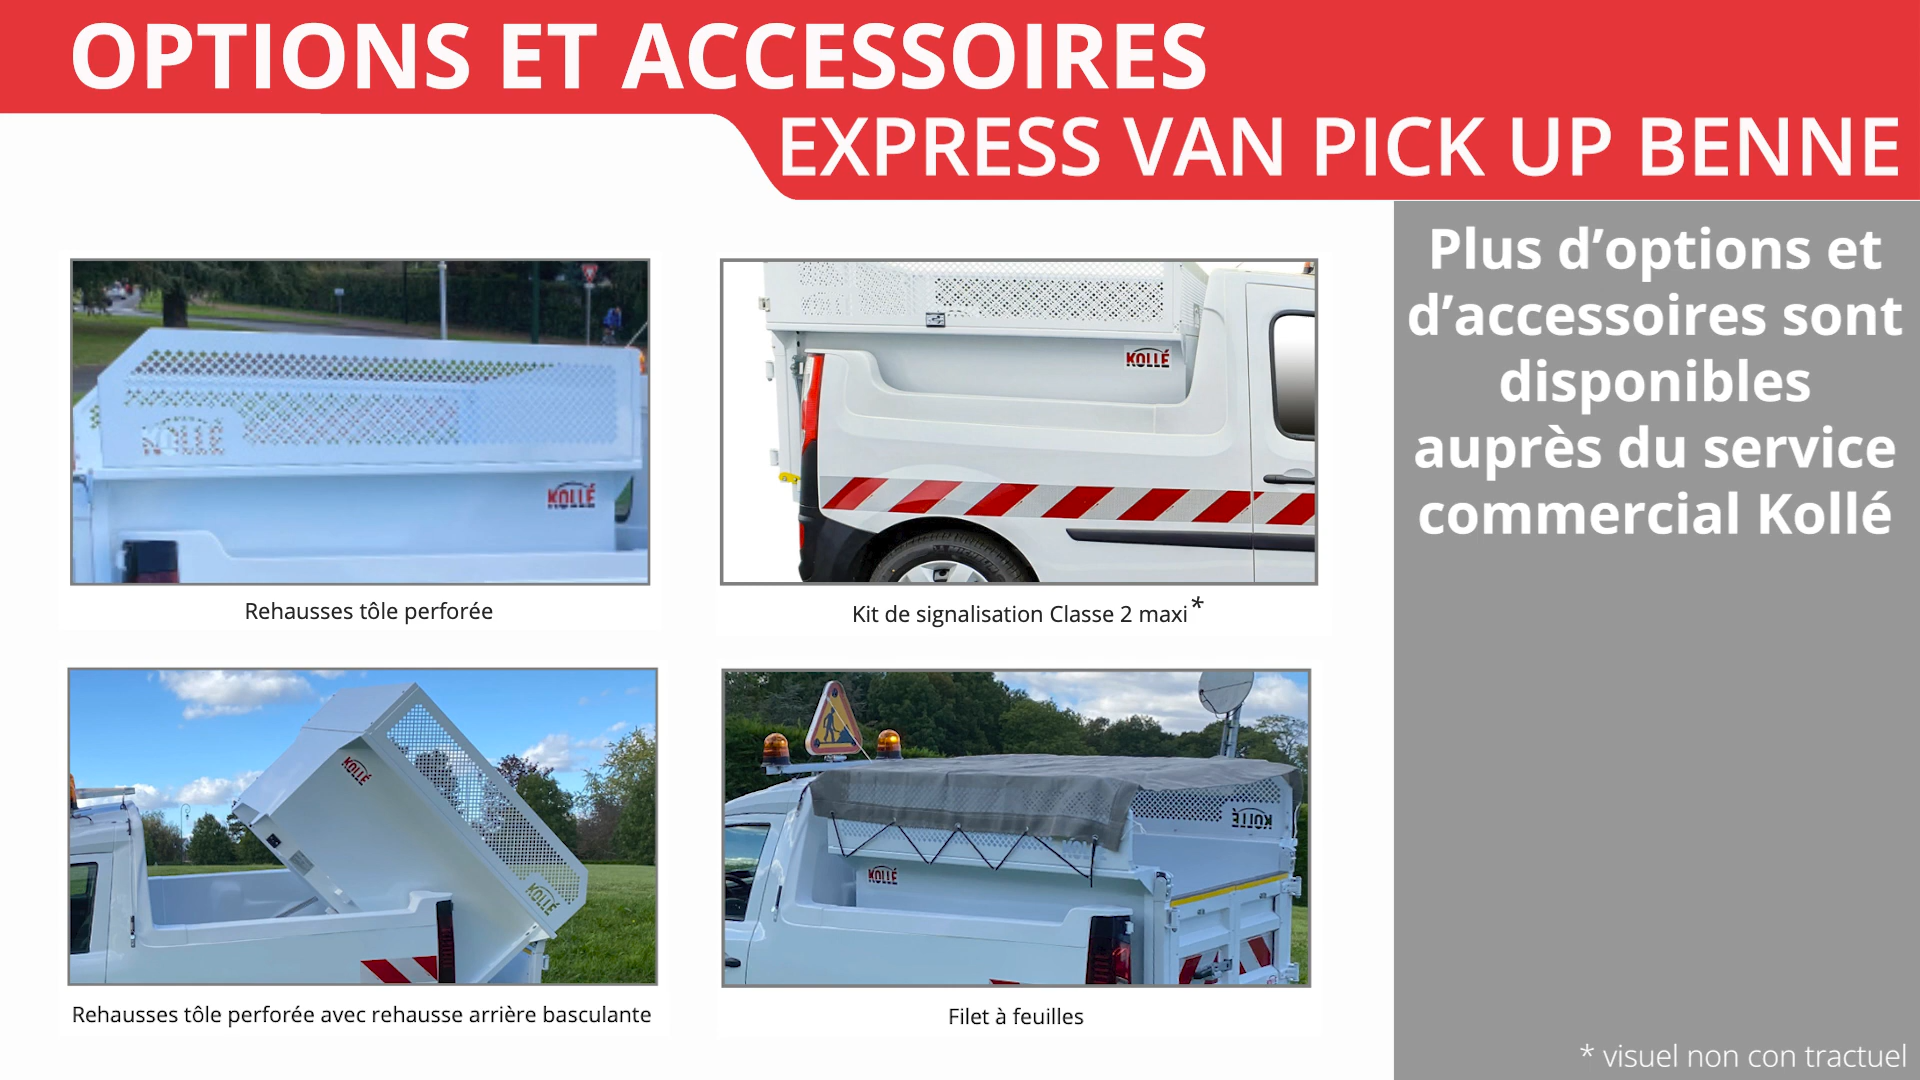 OPTIONS ET ACCESSOIRES
EXPRESS VAN PICK UP BENNE
KOLLÉ
KOLLÉ
Rehausses tôle perforée
KOLLÉ
Kit de signalisation Classe 2 maxi*
KOLLÉ
KOLLÉ
Rehausses tôle perforée avec rehausse arrière basculante
KOLLÉ
KOLLÉ
Filet à feuilles
Plus d’options et
d’accessoires sont
disponibles
auprès du service
commercial Kollé
* visuel non con tractuel